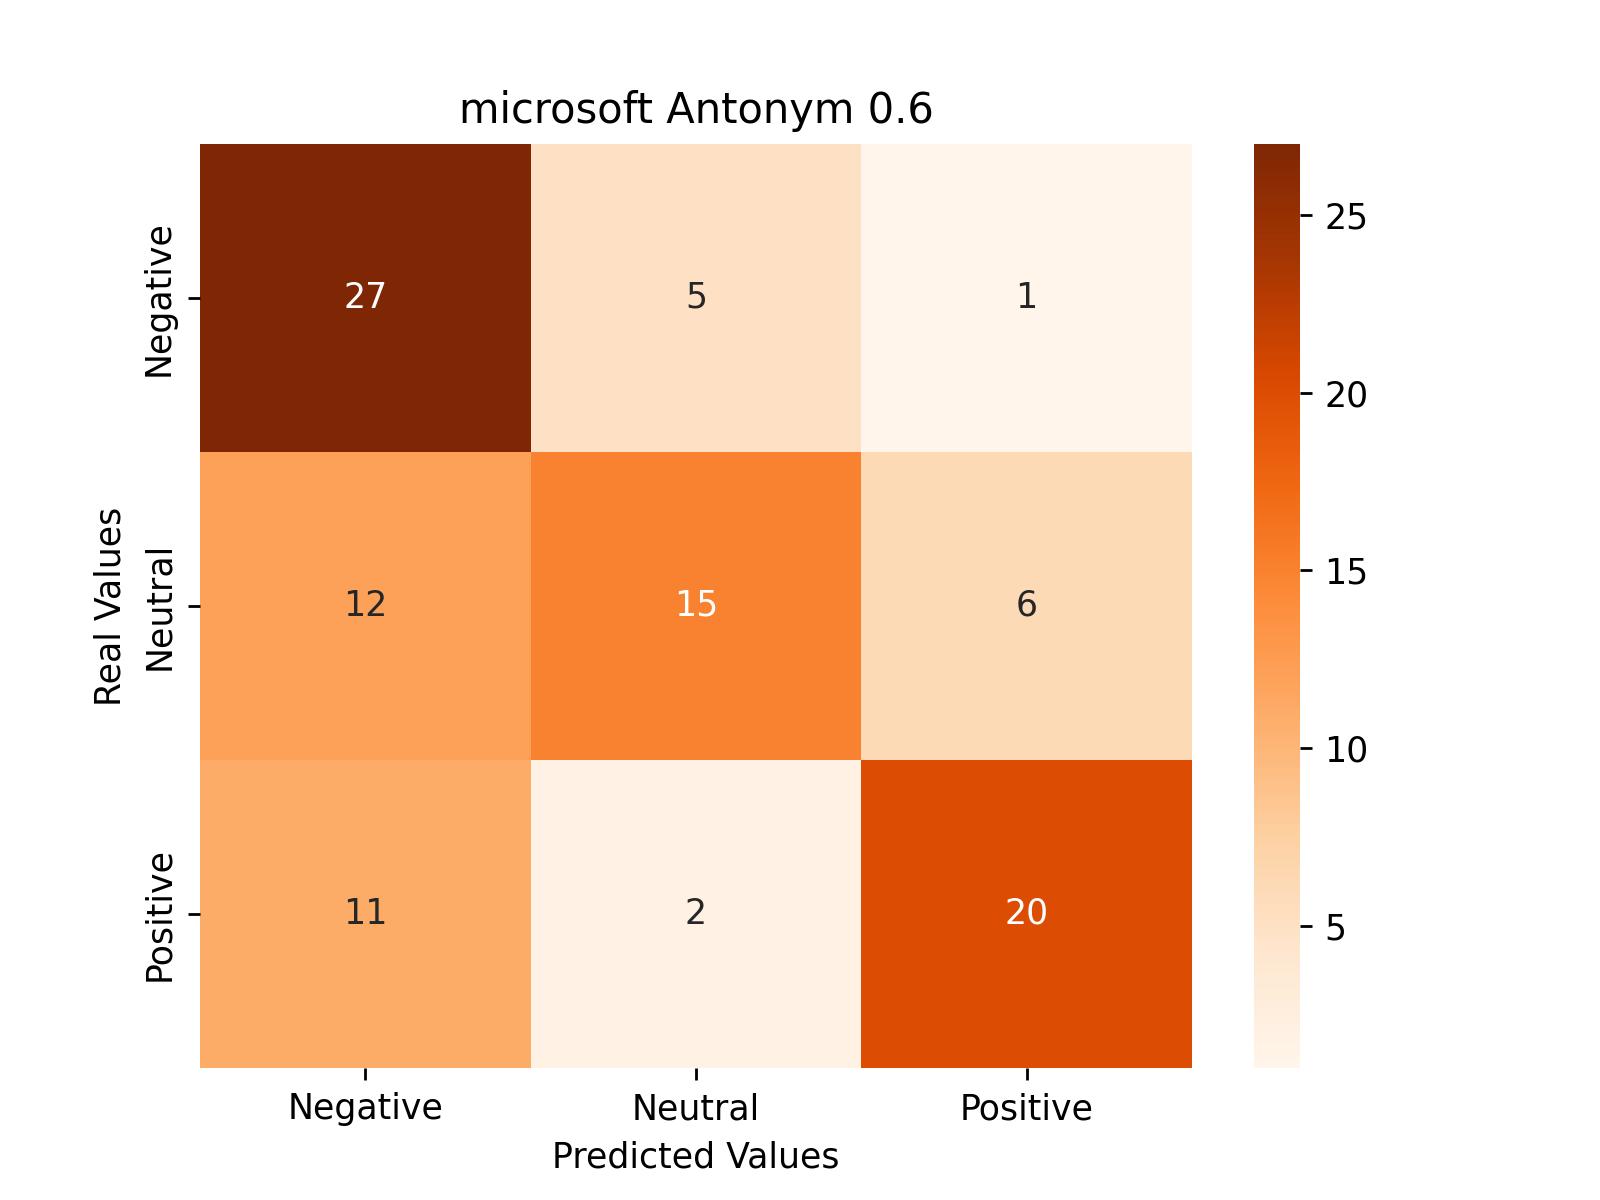 microsoft Antonym 0.6
Real Values
Negative
27 5 1
Neutral
12 15 6
Positive
11 2 20
Negative Neutral Positive
Predicted Values
25
20
15
10
5